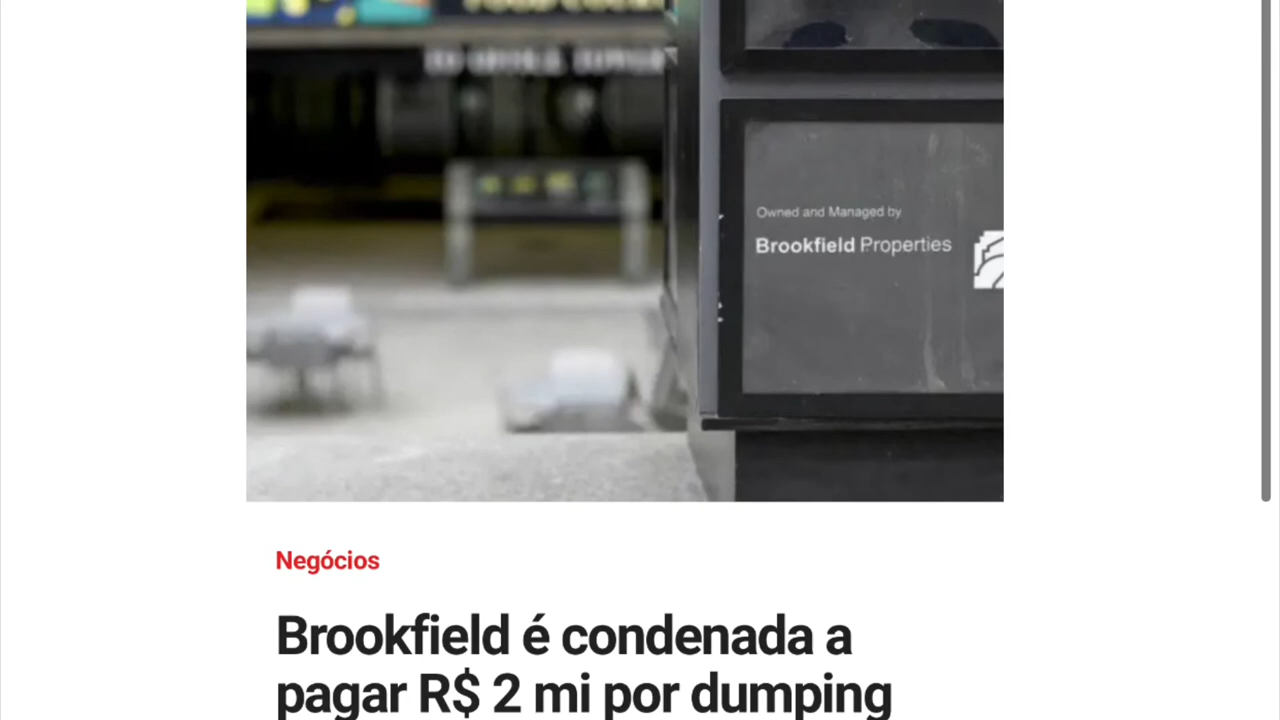 Owned and Managed by
Brookfield Properties
Negócios
Brookfield é condenada a
pagar R$ 2 mi por dumping